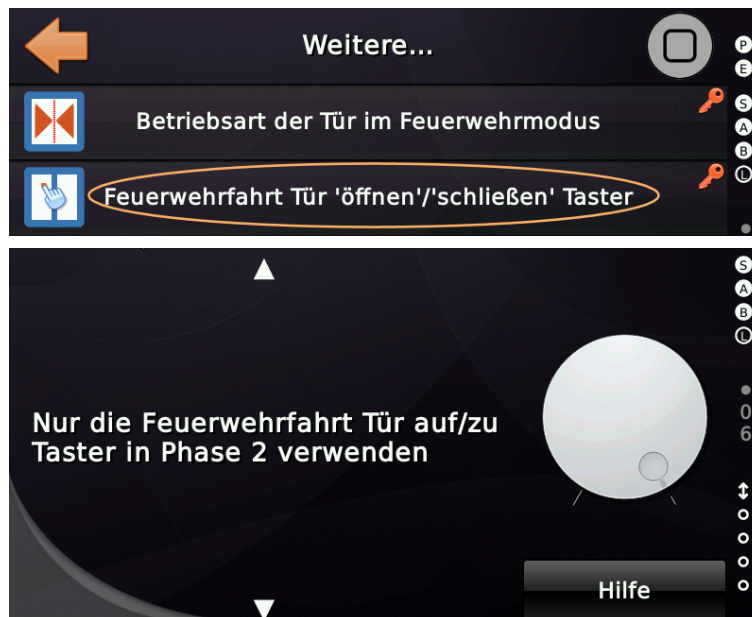 Weitere...
Betriebsart der Tür im Feuerwehrmodus
Feuerwehrfahrt Tür 'öffnen'/'schließen' Taster
P
E
S
A
B
L
Nur die Feuerwehrfahrt Tür auf/zu
Taster in Phase 2 verwenden
Hilfe
S
A
B
L
0
6